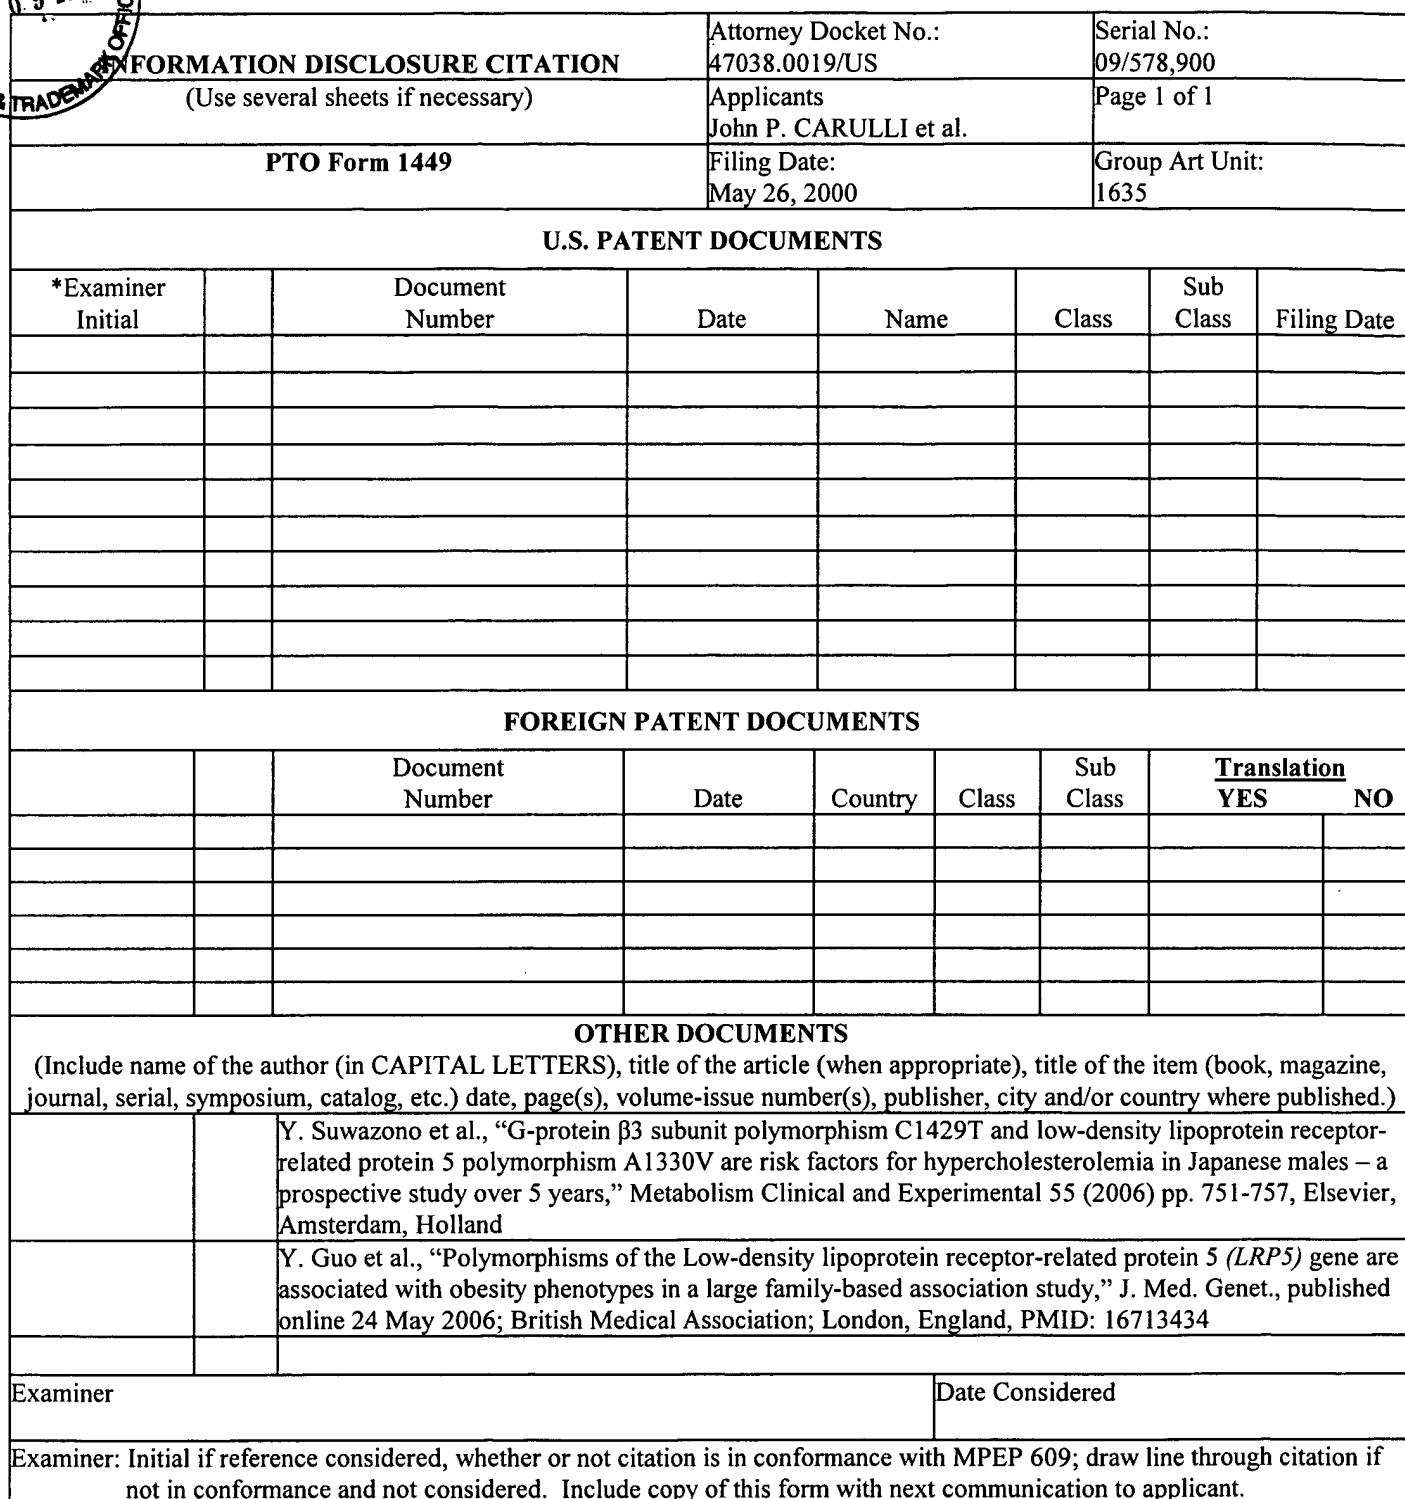 TRADEMARK OFFIC
Attorney Docket No.:
47038.0019/US
Serial No.:
09/578,900
INFORMATION DISCLOSURE CITATION
(Use several sheets if necessary)
Applicants
John P. CARULLI et al.
Page 1 of 1
PTO Form 1449
Filing Date:
May 26, 2000
Group Art Unit:
1635
U.S. PATENT DOCUMENTS
*Examiner
Initial
Document
Number
Date
Name
Class
Sub
Class
Filing Date
FOREIGN PATENT DOCUMENTS
Document
Number
Date
Country
Class
Sub
Class
Translation
YES NO
OTHER DOCUMENTS
(Include name of the author (in CAPITAL LETTERS), title of the article (when appropriate), title of the item (book, magazine,
journal, serial, symposium, catalog, etc.) date, page(s), volume-issue number(s), publisher, city and/or country where published.)
Y. Suwazono et al., “G-protein β3 subunit polymorphism C1429T and low-density lipoprotein receptor-
related protein 5 polymorphism A1330V are risk factors for hypercholesterolemia in Japanese males – a
prospective study over 5 years,” Metabolism Clinical and Experimental 55 (2006) pp. 751-757, Elsevier,
Amsterdam, Holland
Y. Guo et al., “Polymorphisms of the Low-density lipoprotein receptor-related protein 5 (LRP5) gene are
associated with obesity phenotypes in a large family-based association study,” J. Med. Genet., published
online 24 May 2006; British Medical Association; London, England, PMID: 16713434
Examiner
Date Considered
Examiner: Initial if reference considered, whether or not citation is in conformance with MPEP 609; draw line through citation if
not in conformance and not considered. Include copy of this form with next communication to applicant.